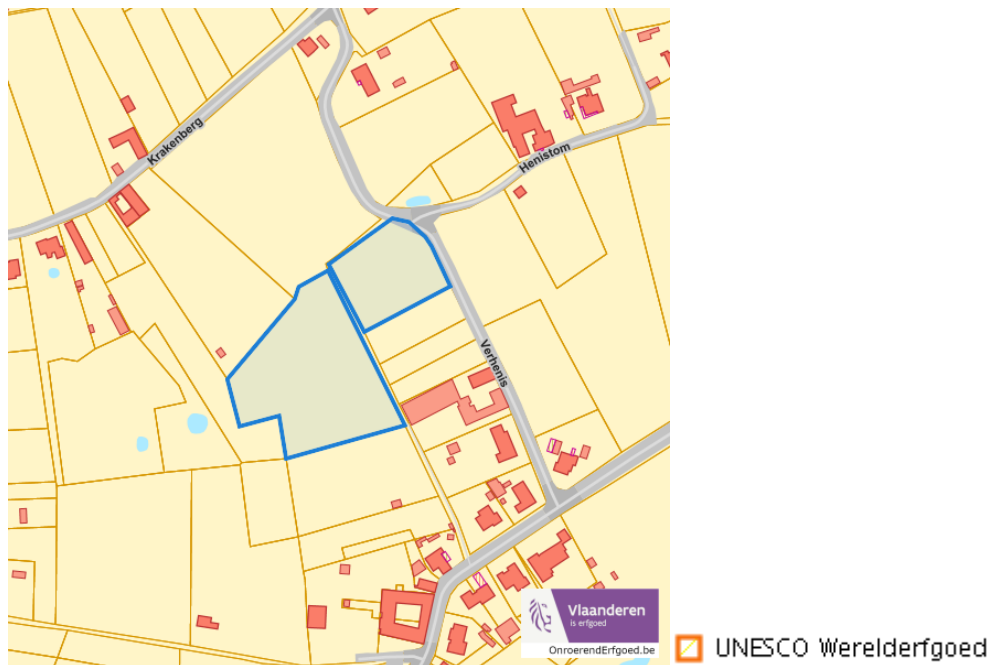 Krakenberg
Henistom
Verhenis
Vlaanderen
is erfgoed
OnroerendErfgoed.be
UNESCO Werelderfgoed